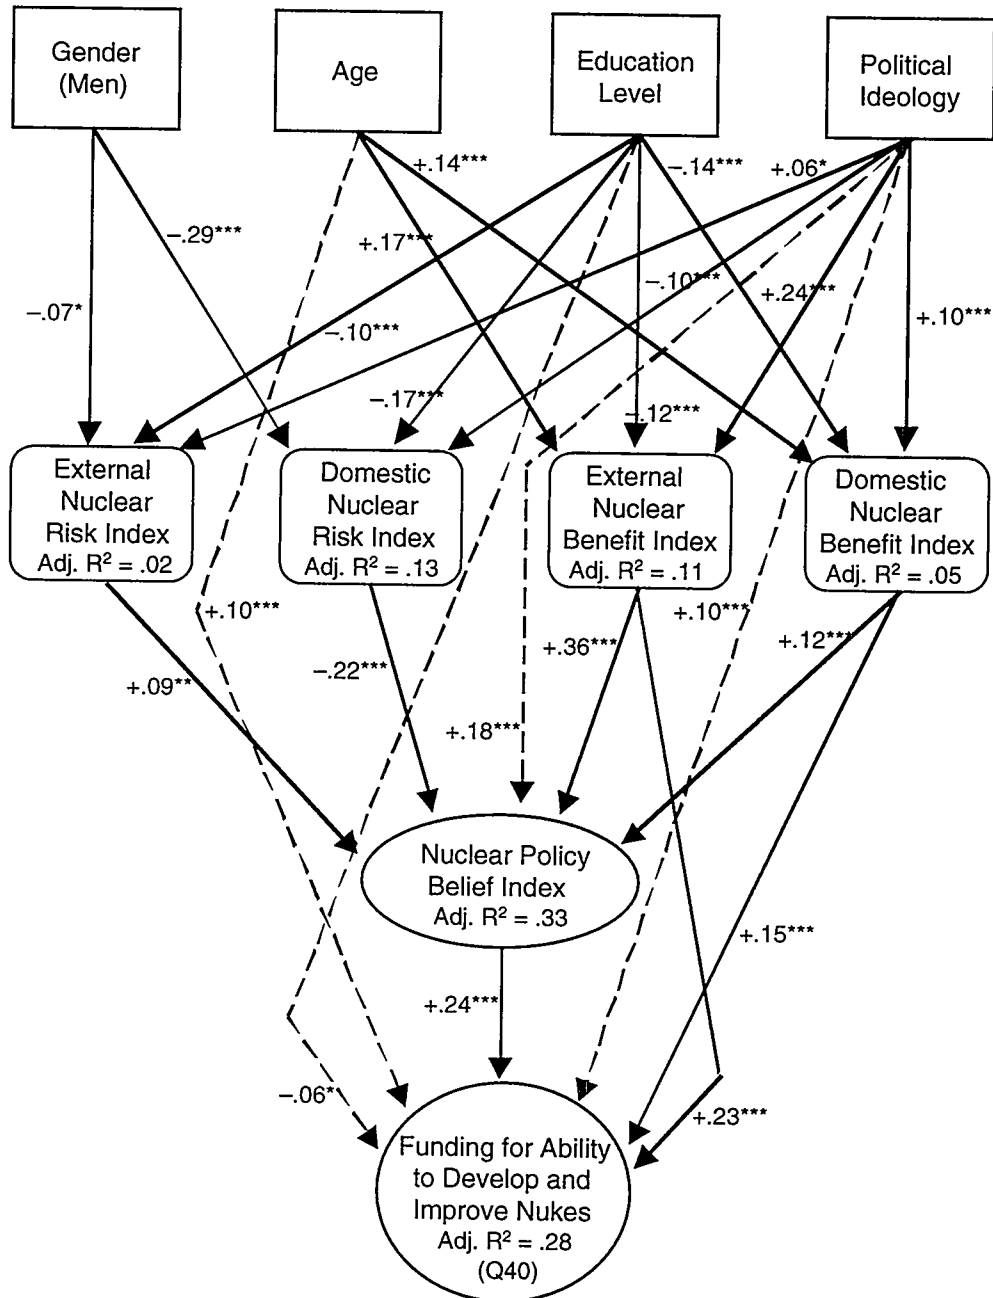 Gender
(Men)
Age
Education
Level
Political
Ideology
+.14***
–.14***
+.06*
–.29***
+.17***
–.10***
+.24***
–.07*
–.10***
+.10***
–.17***
–.12***
External
Nuclear
Risk Index
Adj. R² = .02
Domestic
Nuclear
Risk Index
Adj. R² = .13
External
Nuclear
Benefit Index
Adj. R² = .11
Domestic
Nuclear
Benefit Index
Adj. R² = .05
+.10***
+.10***
+.09**
–.22***
+.36***
+.12***
+.18***
Nuclear Policy
Belief Index
Adj. R² = .33
+.15***
+.24***
–.06*
+.23***
Funding for Ability
to Develop and
Improve Nukes
Adj. R² = .28
(Q40)